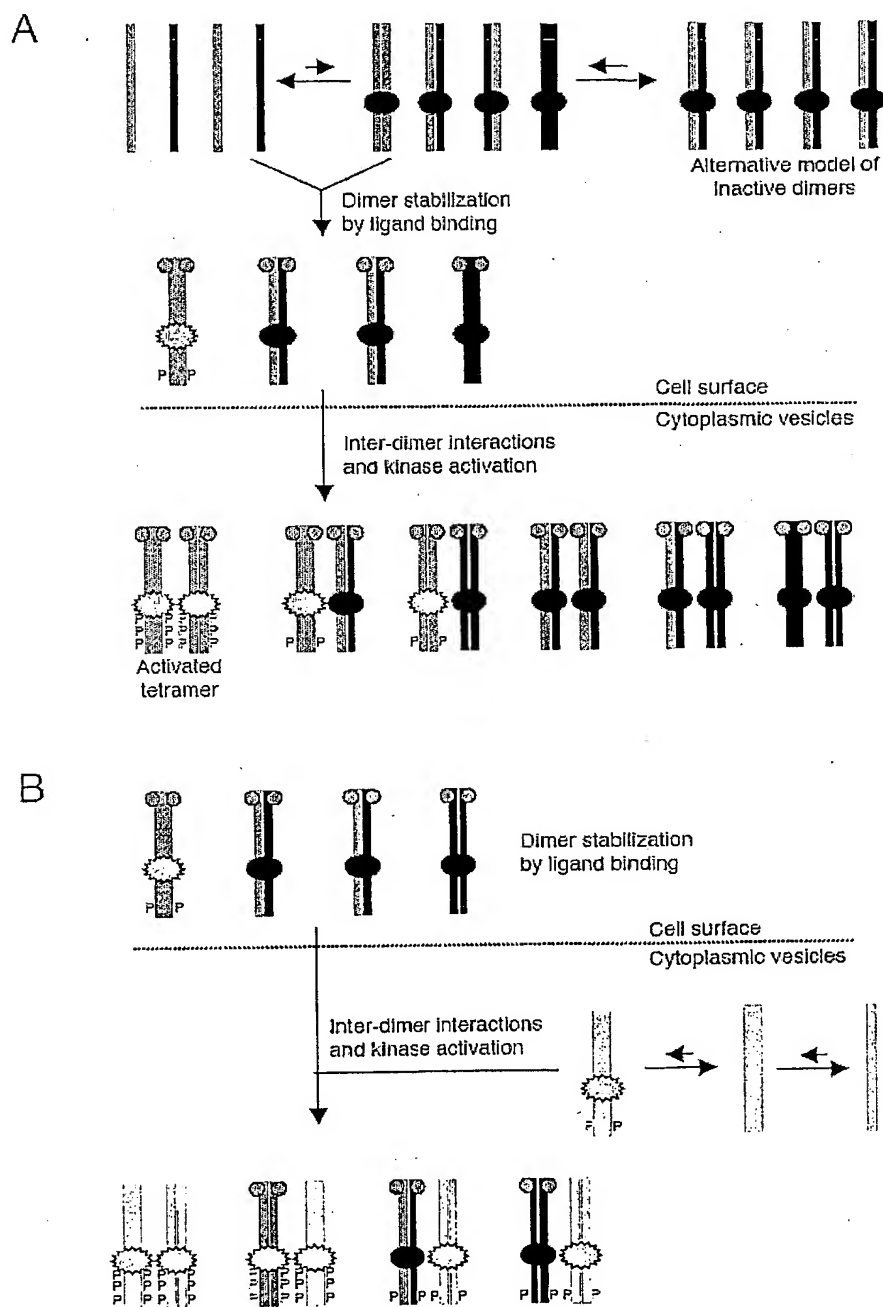 A
Alternative model of
inactive dimers
Dimer stabilization
by ligand binding
P P
Cell surface
Cytoplasmic vesicles
Inter-dimer interactions
and kinase activation
P P P P P P P P
P P P P P P
P P P P P P P P
Activated
tetramer
B
Dimer stabilization
by ligand binding
P P
Cell surface
Cytoplasmic vesicles
Inter-dimer interactions
and kinase activation
P P
P P P P P P P P
P P P P P P P P
P P P P P P P P P P P P